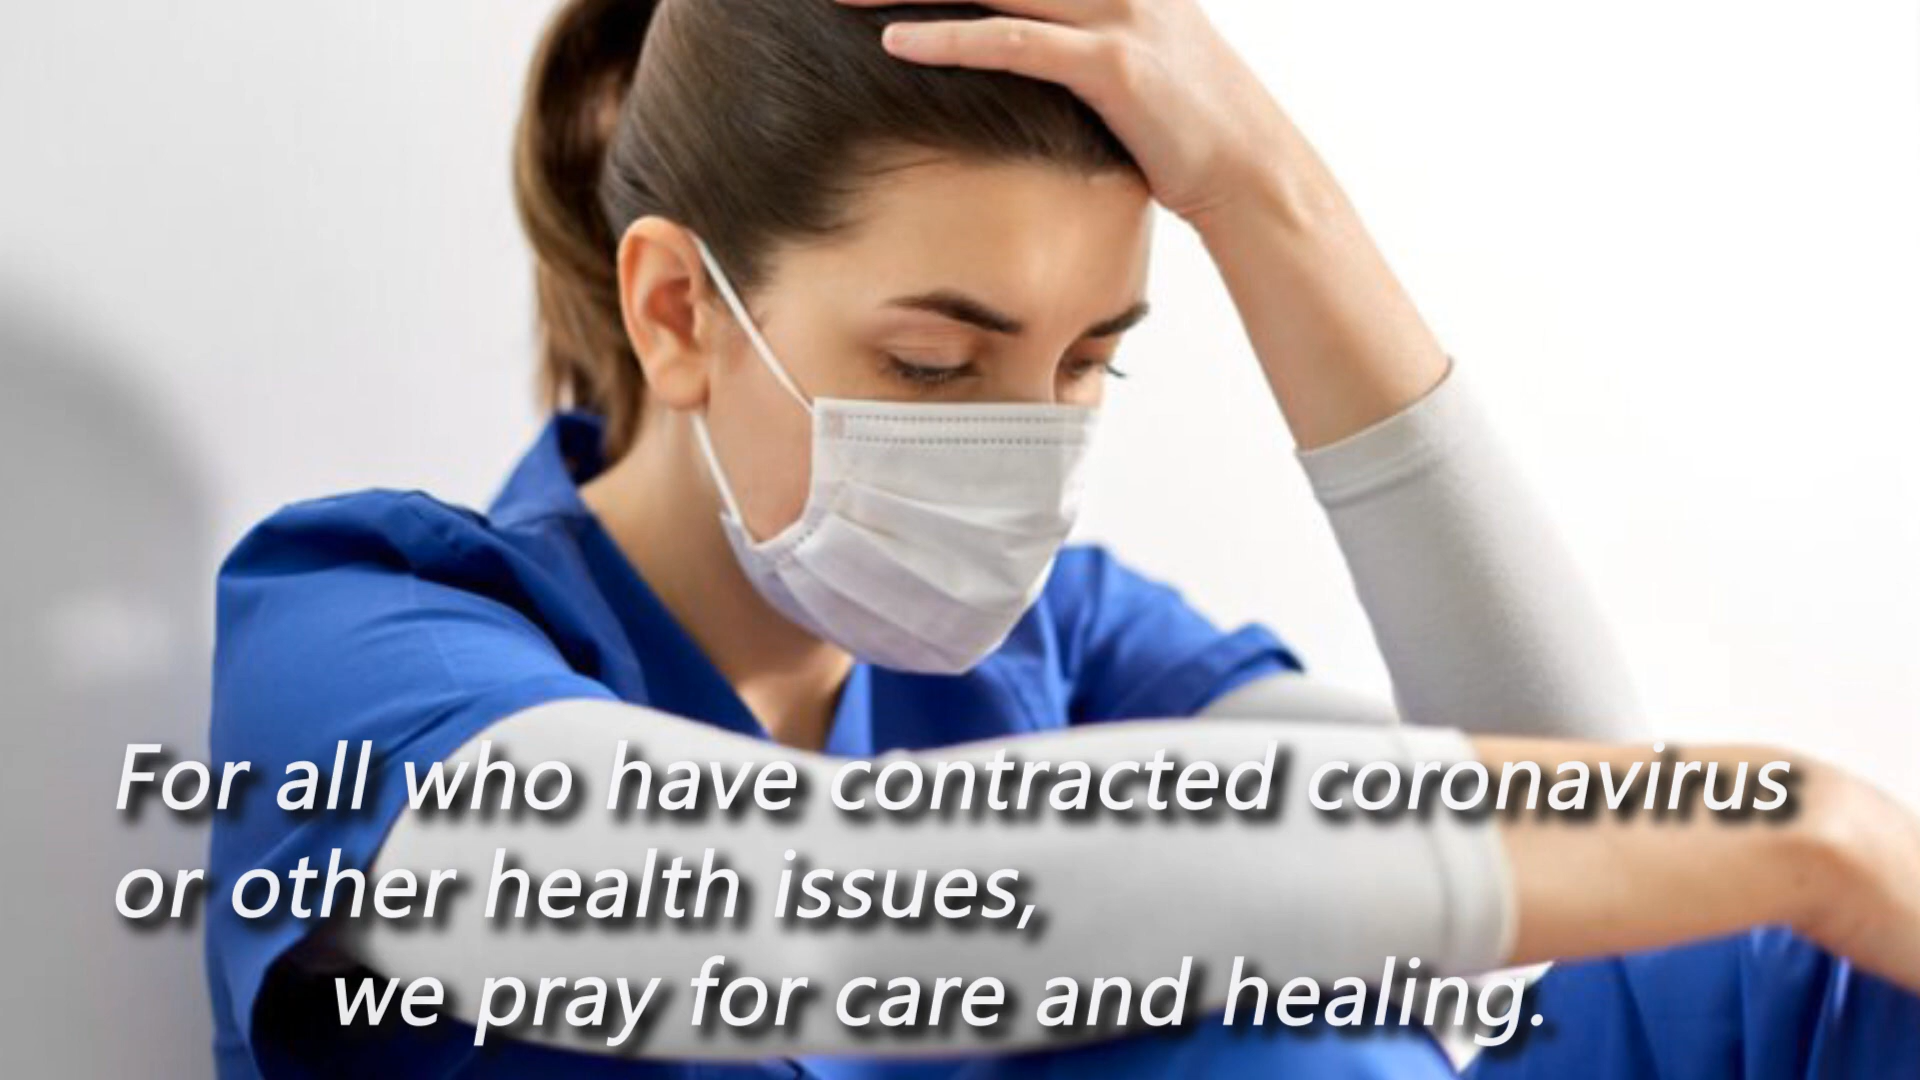 For all who have contracted coronavirus
or other health issues,
we pray for care and healing.